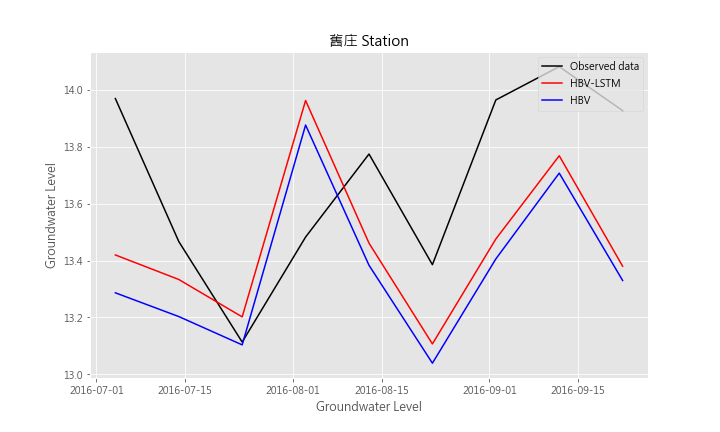 舊庄 Station
Observed data
HBV-LSTM
HBV
Groundwater Level
14.0
13.8
13.6
13.4
13.2
13.0
2016-07-01 2016-07-15 2016-08-01 2016-08-15 2016-09-01 2016-09-15
Groundwater Level